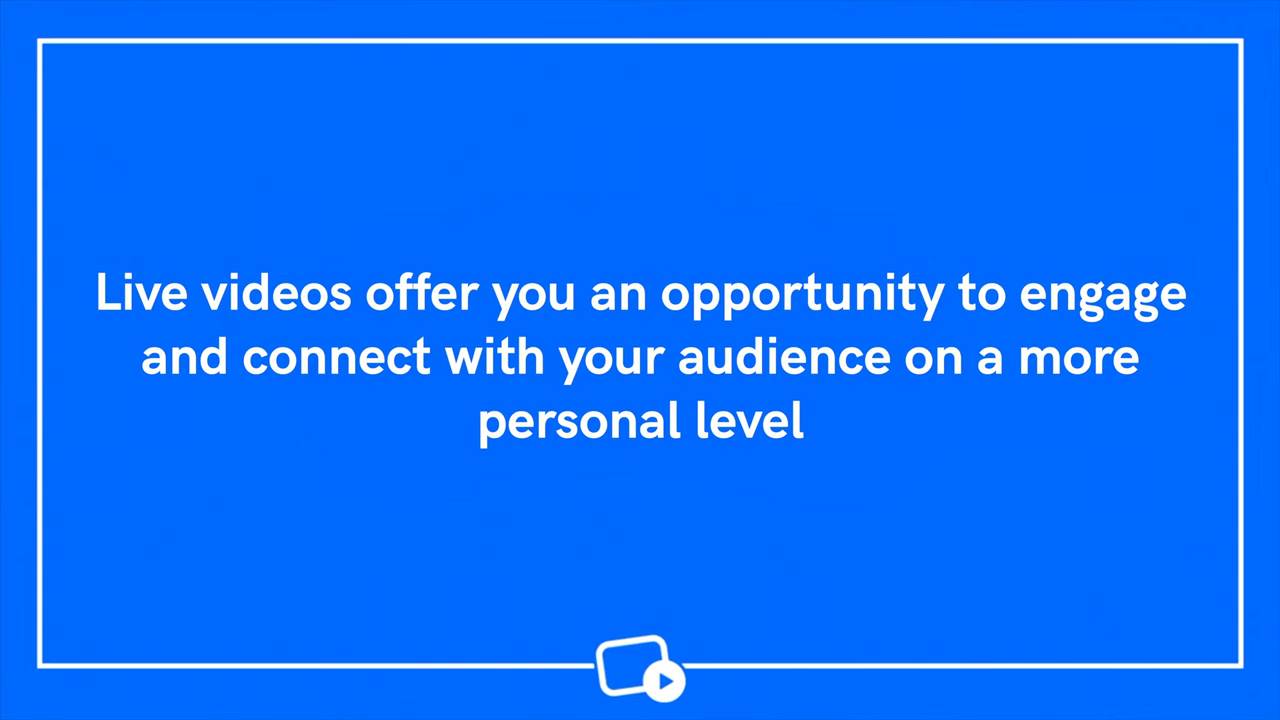 Live videos offer you an opportunity to engage
and connect with your audience on a more
personal level